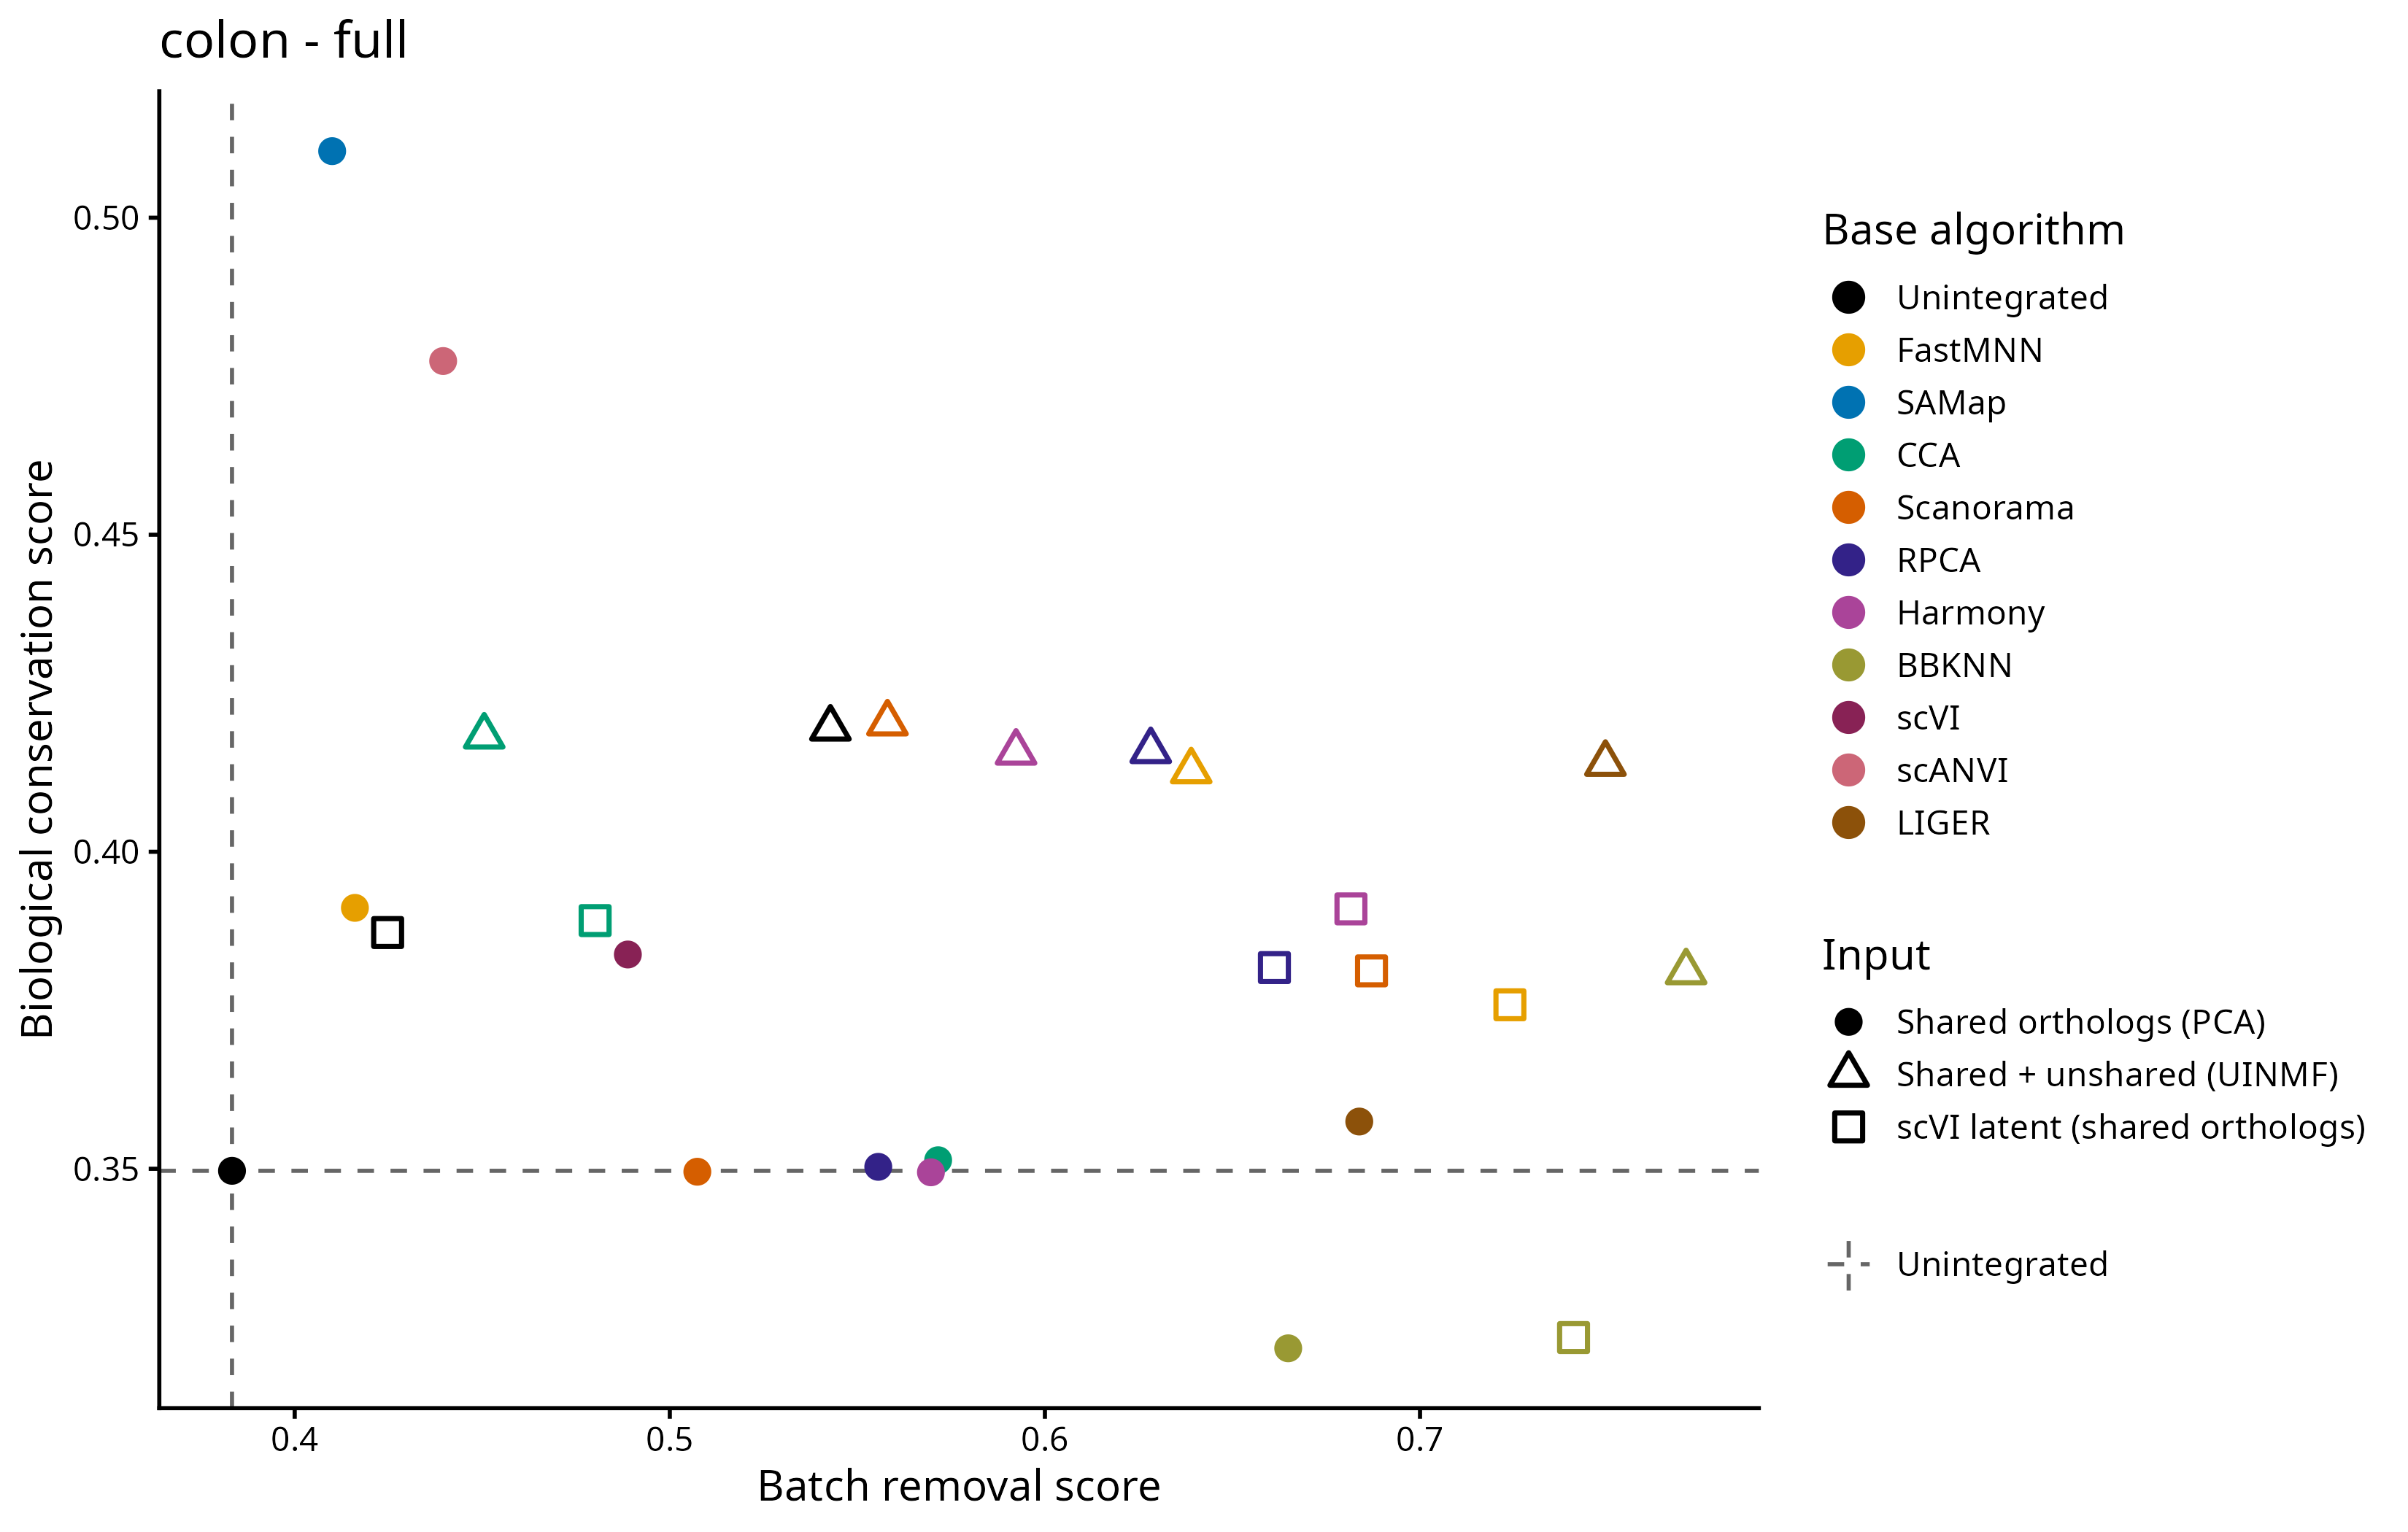 colon - full
Biological conservation score
0.50
0.45
0.40
0.35
0.4
0.5
0.6
0.7
Batch removal score
Base algorithm
Unintegrated
FastMNN
SAMap
CCA
Scanorama
RPCA
Harmony
BBKNN
scVI
scANVI
LIGER
Input
Shared orthologs (PCA)
Shared + unshared (UINMF)
scVI latent (shared orthologs)
Unintegrated